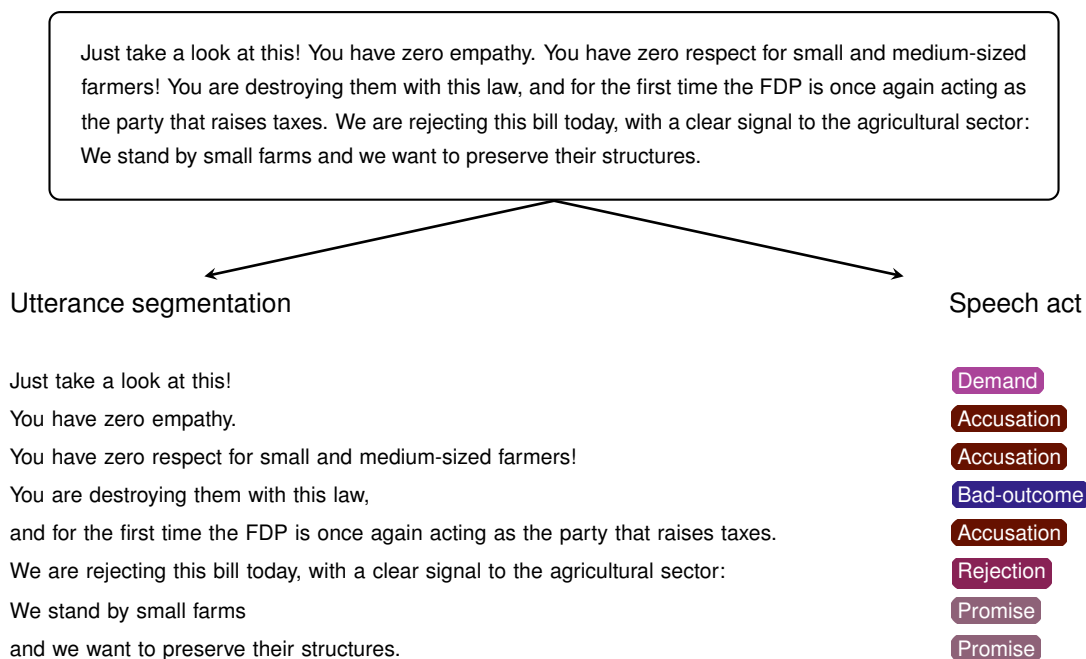 Just take a look at this! You have zero empathy. You have zero respect for small and medium-sized
farmers! You are destroying them with this law, and for the first time the FDP is once again acting as
the party that raises taxes. We are rejecting this bill today, with a clear signal to the agricultural sector:
We stand by small farms and we want to preserve their structures.
Utterance segmentation Speech act
Just take a look at this! Demand
You have zero empathy. Accusation
You have zero respect for small and medium-sized farmers! Accusation
You are destroying them with this law, Bad-outcome
and for the first time the FDP is once again acting as the party that raises taxes. Accusation
We are rejecting this bill today, with a clear signal to the agricultural sector: Rejection
We stand by small farms Promise
and we want to preserve their structures. Promise